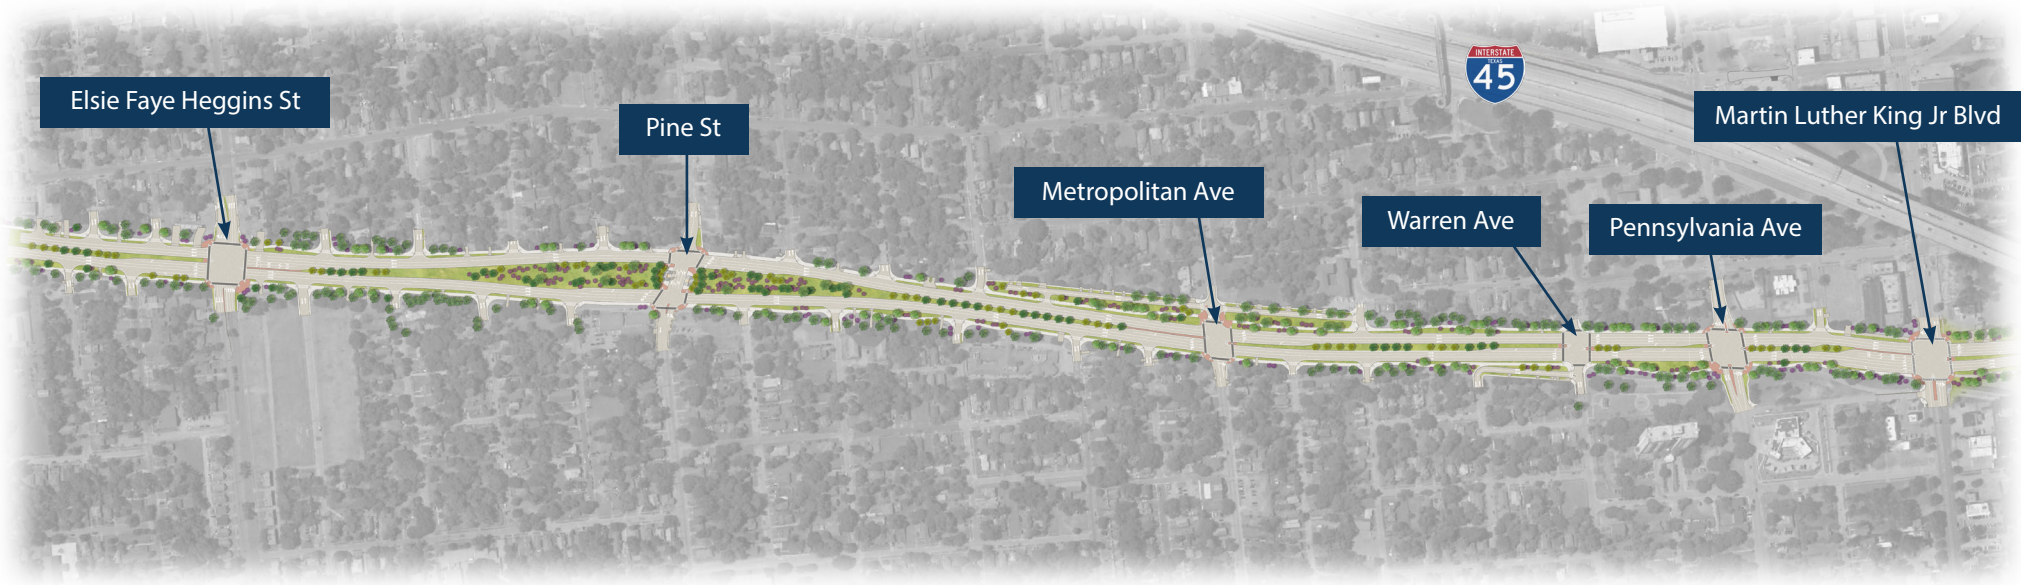 Elsie Faye Heggins St
Pine St
Metropolitan Ave
Warren Ave
Pennsylvania Ave
INTERSTATE
TEXAS
45
Martin Luther King Jr Blvd